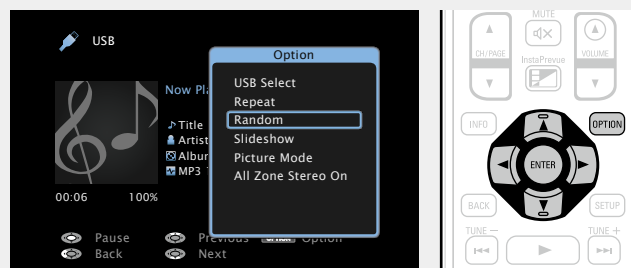 USB
Now Pla
Title
Artist
Album
MP3
00:06 100%
Pause
Back
Previous
Next
OPTION Option
Option
USB Select
Repeat
Random
Slideshow
Picture Mode
All Zone Stereo On
MUTE
CH/PAGE
InstaPrevue
VOLUME
INFO
OPTION
ENTER
BACK
SETUP
TUNE –
TUNE +